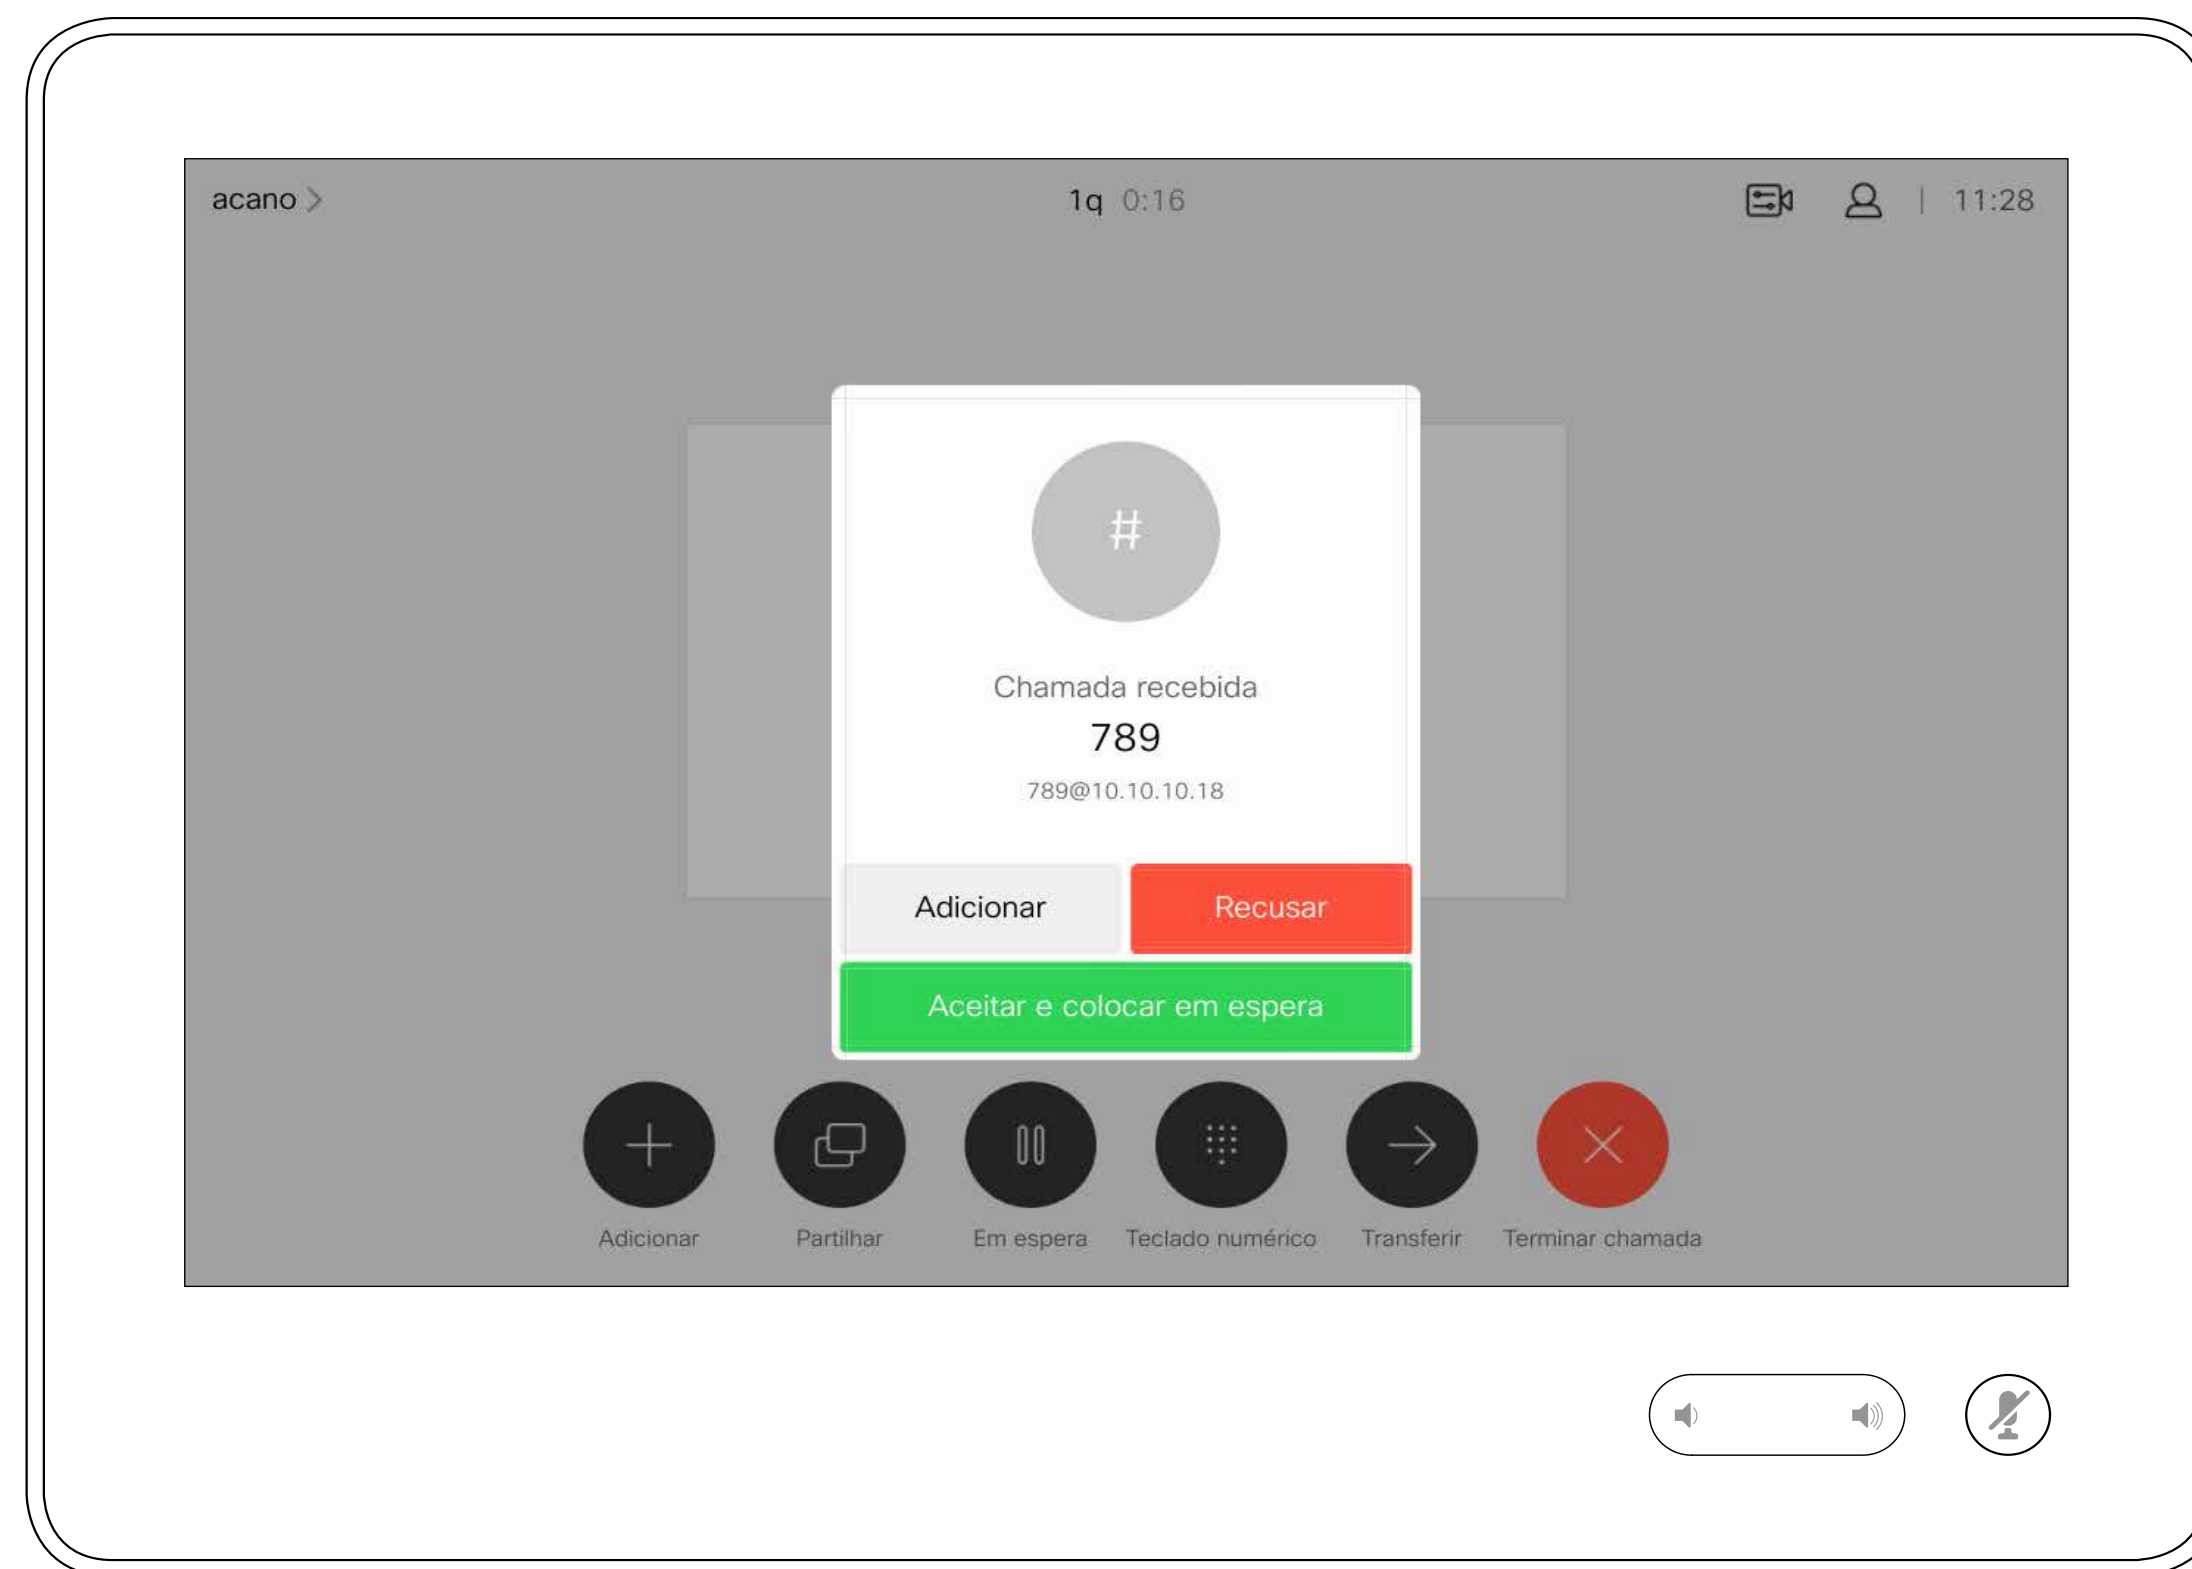 acano
1q 0:16
11:28
#
Chamada recebida
789
789@10.10.10.18
Adicionar
Recusar
Aceitar e colocar em espera
Adicionar
Partilhar
Em espera
Teclado numérico
Transferir
Terminar chamada